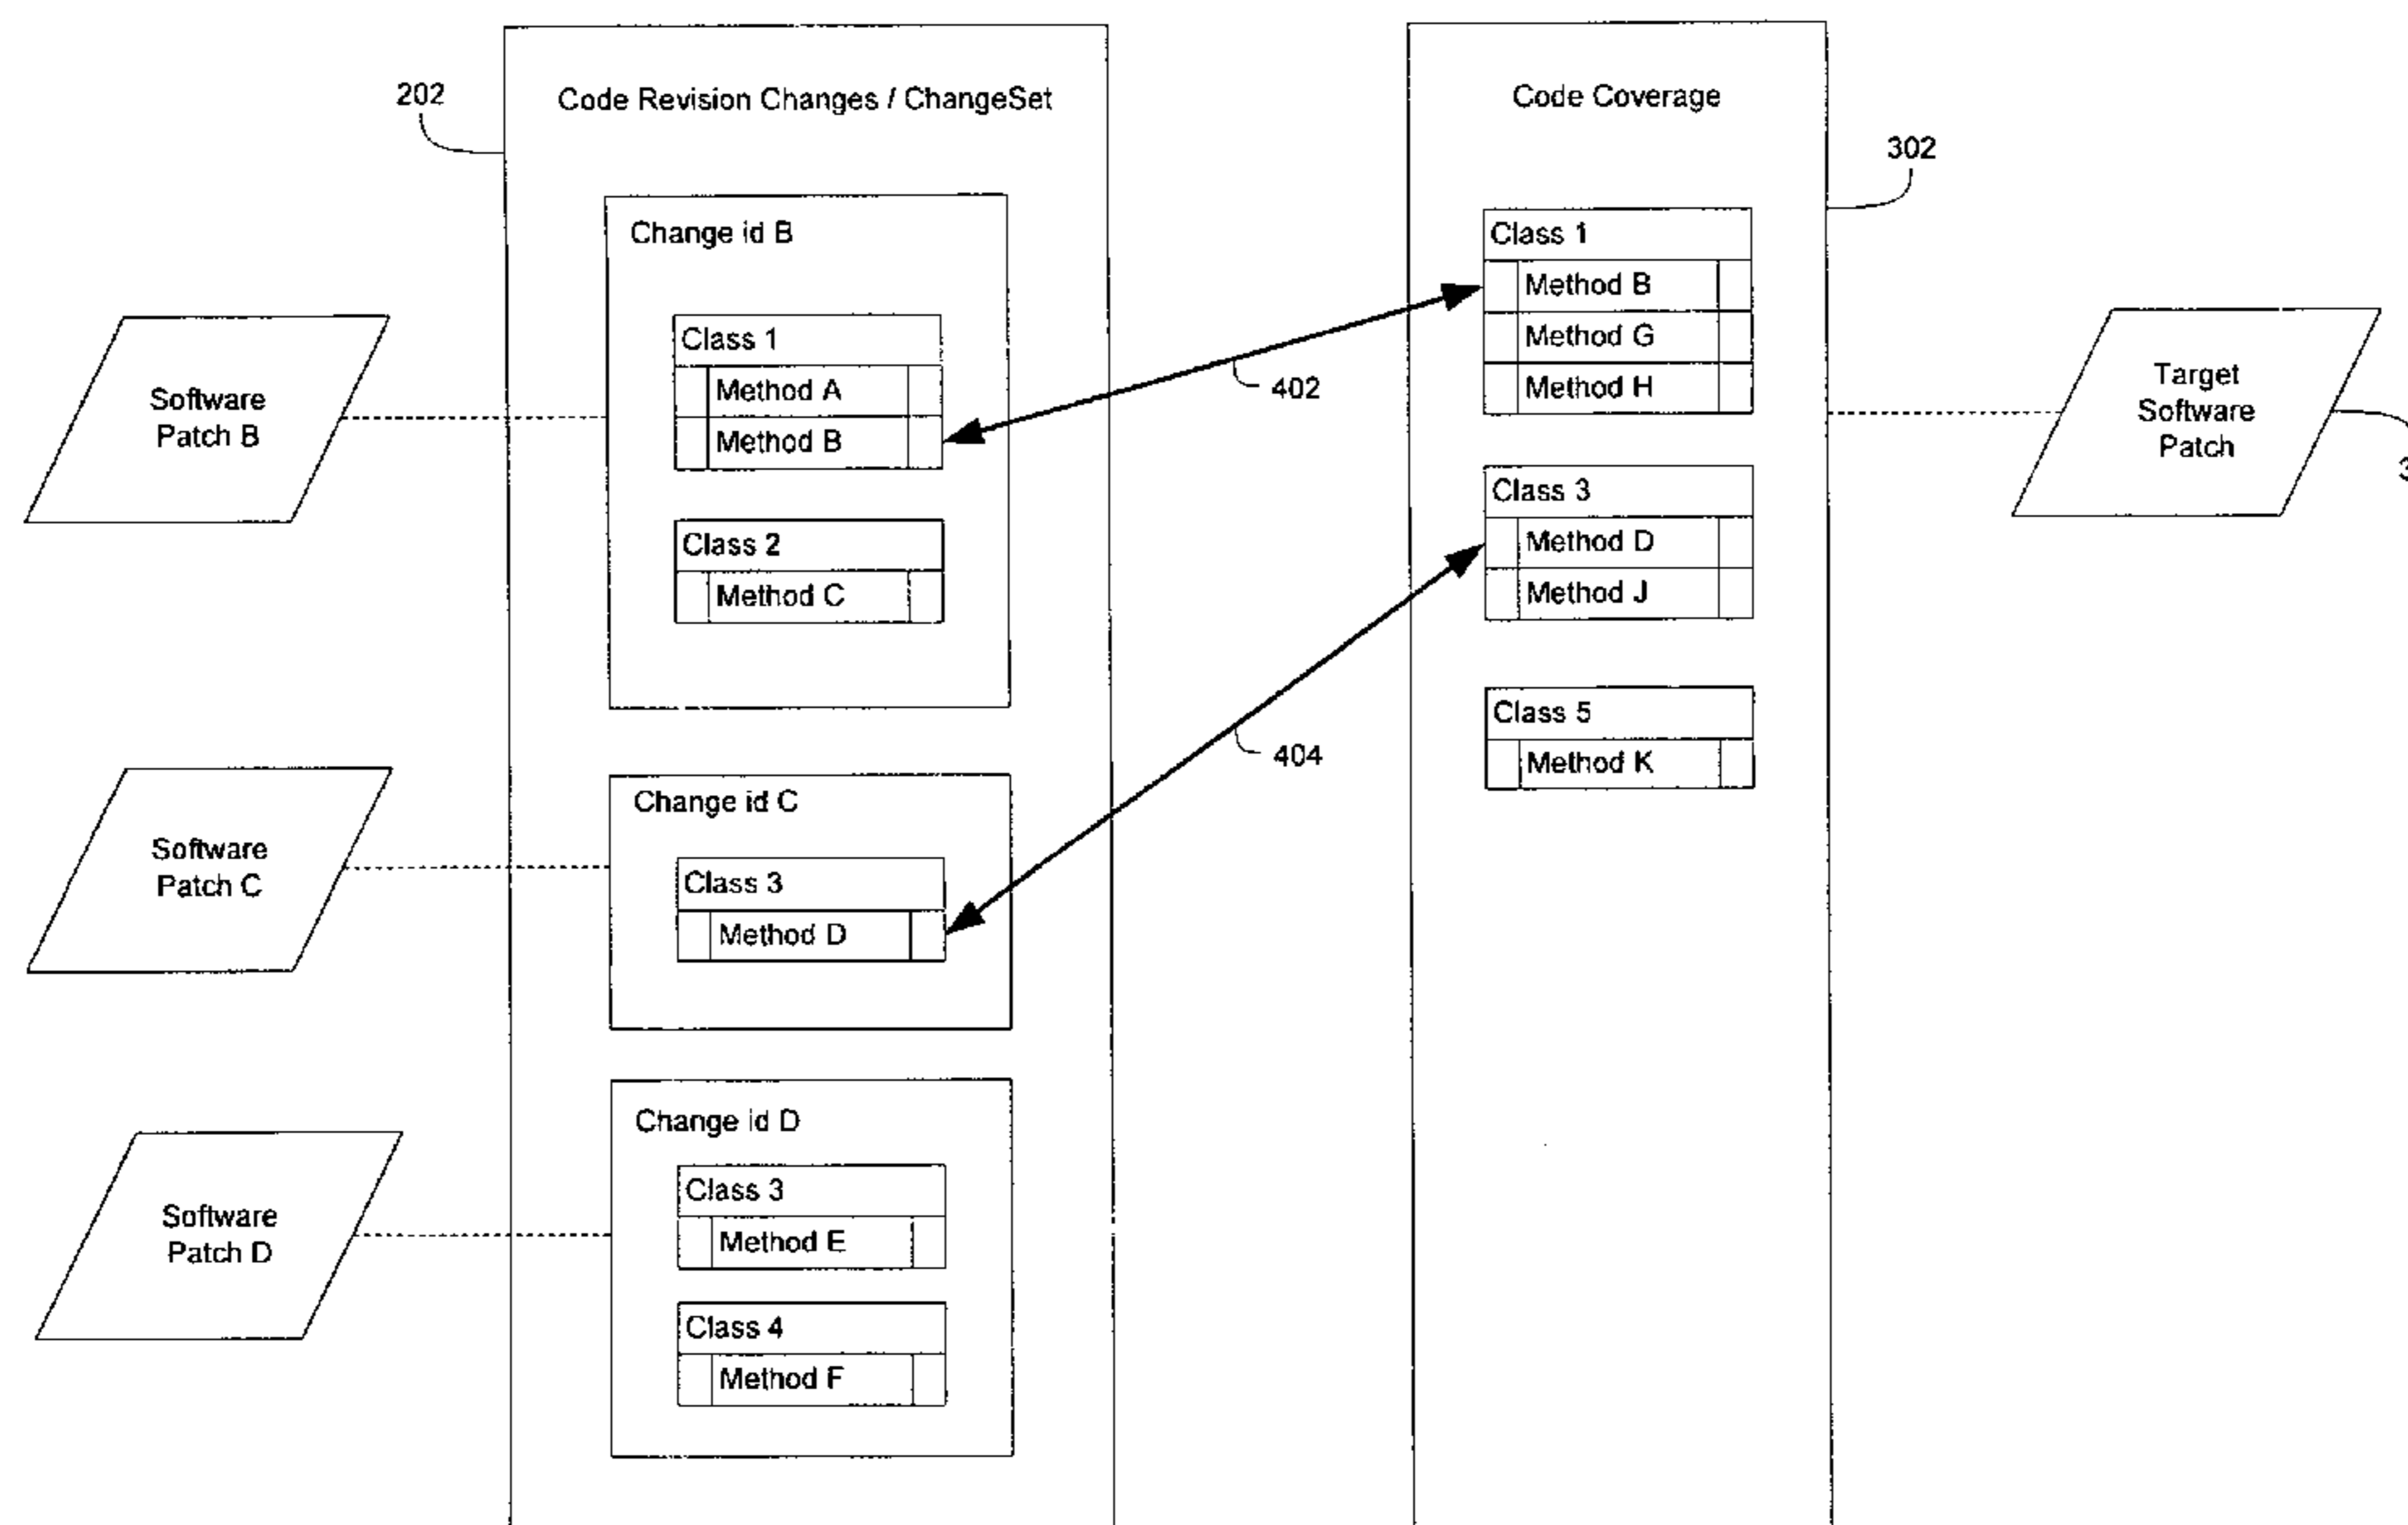 202
Code Revision Changes / ChangeSet
Change id B
Class 1
Method A
Method B
Class 2
Method C
Software
Patch B
Change id C
Class 3
Method D
Software
Patch C
Change id D
Class 3
Method E
Class 4
Method F
Software
Patch D
402
404
Code Coverage
302
Class 1
Method B
Method G
Method H
Class 3
Method D
Method J
Class 5
Method K
Target
Software
Patch